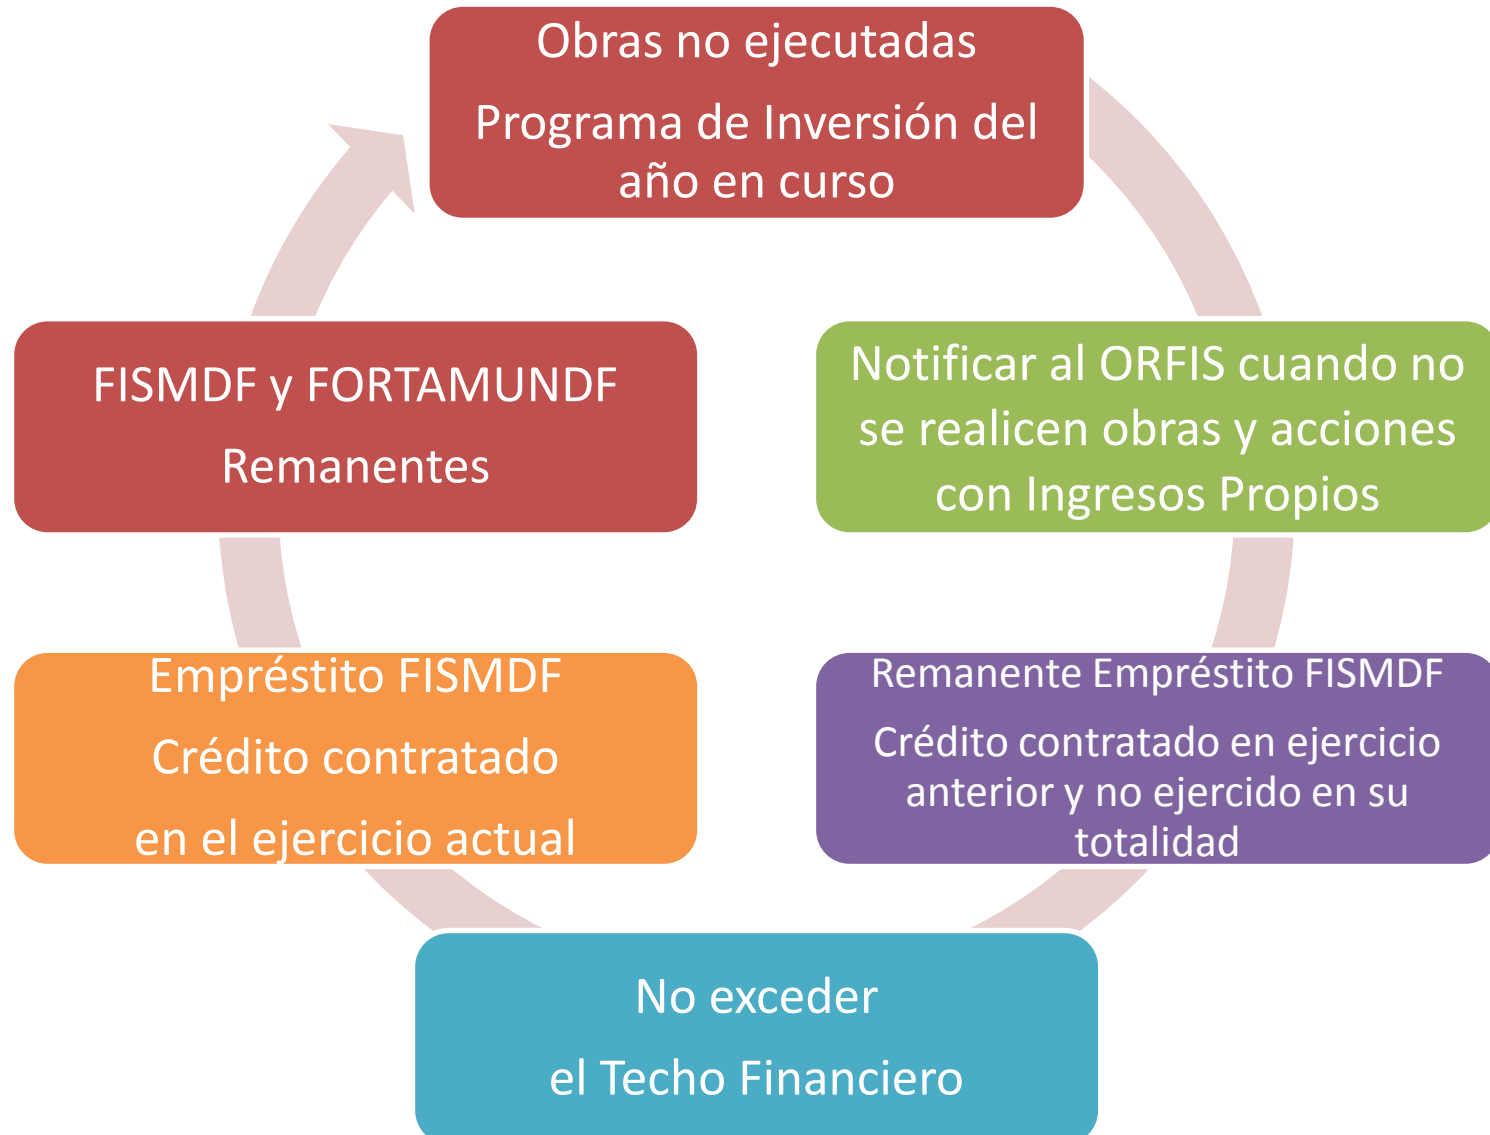 Obras no ejecutadas
Programa de Inversión del
año en curso
Notificar al ORFIS cuando no
se realicen obras y acciones
con Ingresos Propios
Remanente Empréstito FISMDF
Crédito contratado en ejercicio
anterior y no ejercido en su
totalidad
No exceder
el Techo Financiero
Empréstito FISMDF
Crédito contratado
en el ejercicio actual
FISMDF y FORTAMUNDF
Remanentes